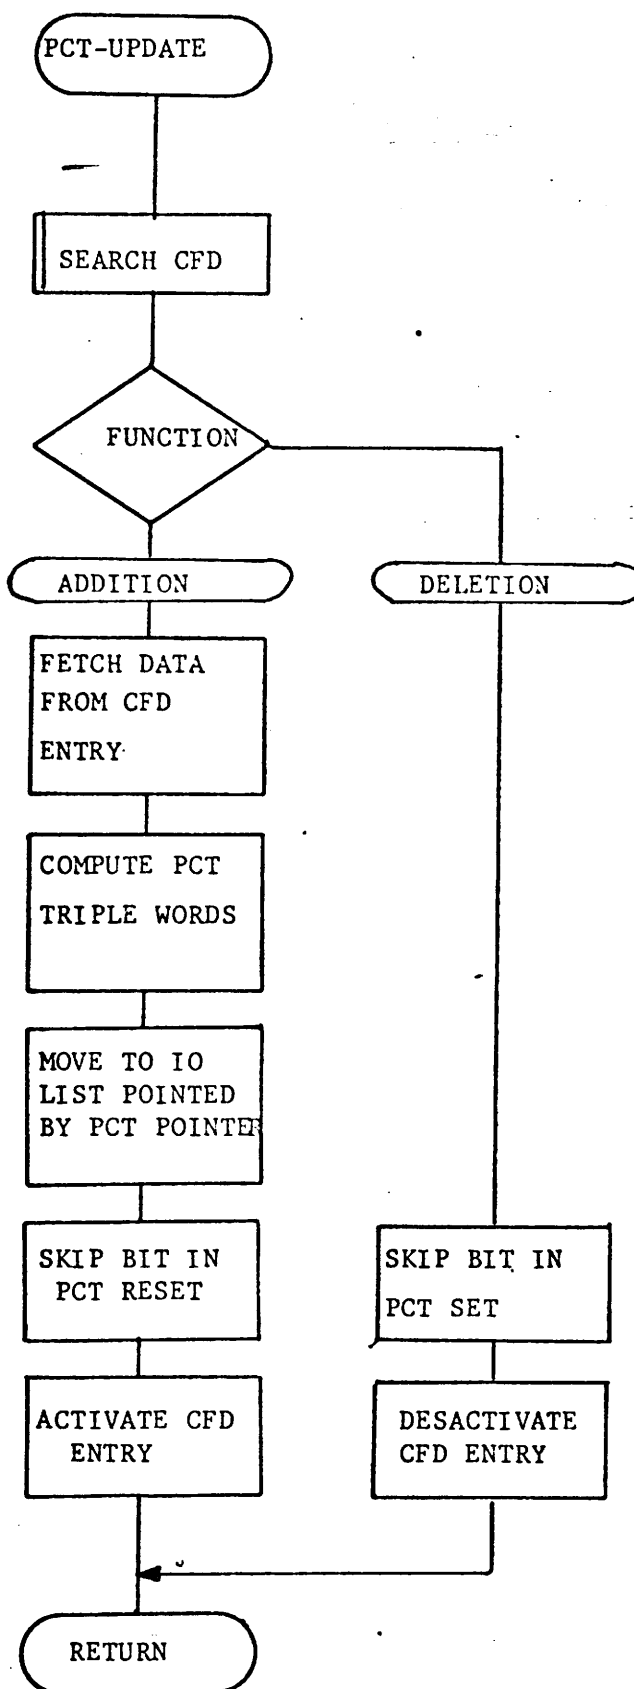 PCT-UPDATE
SEARCH CFD
FUNCTION
ADDITION
DELETION
FETCH DATA
FROM CFD
ENTRY
COMPUTE PCT
TRIPLE WORDS
MOVE TO IO
LIST POINTED
BY PCT POINTER
SKIP BIT IN
PCT RESET
SKIP BIT IN
PCT SET
ACTIVATE CFD
ENTRY
DESACTIVATE
CFD ENTRY
RETURN